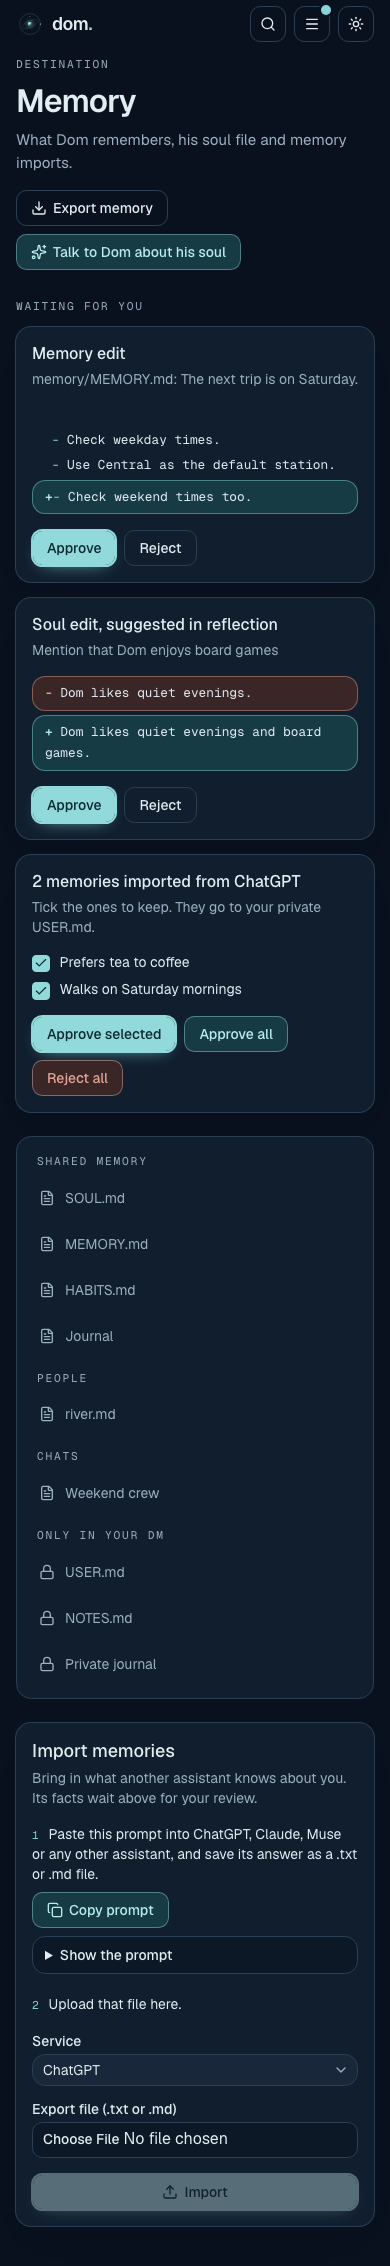 dom.
DESTINATION
Memory
What Dom remembers, his soul file and memory
imports.
Export memory
Talk to Dom about his soul
WAITING FOR YOU
Memory edit
memory/MEMORY.md: The next trip is on Saturday.
- Check weekday times.
- Use Central as the default station.
+- Check weekend times too.
Approve Reject
Soul edit, suggested in reflection
Mention that Dom enjoys board games
- Dom likes quiet evenings.
+ Dom likes quiet evenings and board
games.
Approve Reject
2 memories imported from ChatGPT
Tick the ones to keep. They go to your private
USER.md.
Prefers tea to coffee
Walks on Saturday mornings
Approve selected Approve all
Reject all
SHARED MEMORY
SOUL.md
MEMORY.md
HABITS.md
Journal
PEOPLE
river.md
CHATS
Weekend crew
ONLY IN YOUR DM
USER.md
NOTES.md
Private journal
Import memories
Bring in what another assistant knows about you.
Its facts wait above for your review.
1 Paste this prompt into ChatGPT, Claude, Muse
or any other assistant, and save its answer as a .txt
or .md file.
Copy prompt
Show the prompt
2 Upload that file here.
Service
ChatGPT
Export file (.txt or .md)
Choose File No file chosen
Import